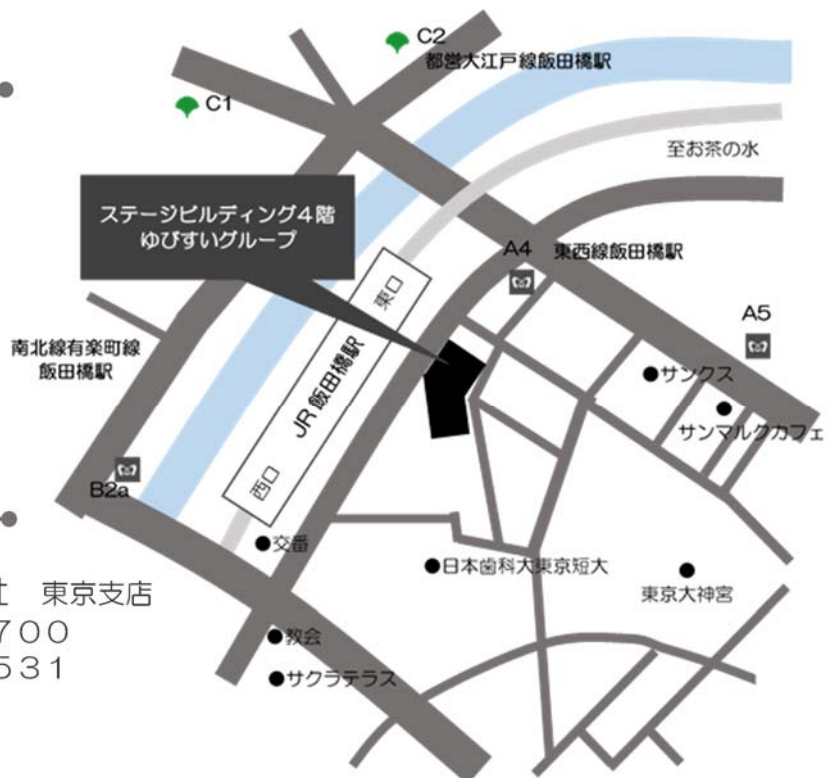 C2
都営大江戸線飯田橋駅
C1
至お茶の水
ステージビルディング4階
ゆびすいグループ
A4
東西線飯田橋駅
東口
A5
南北線有楽町線
飯田橋駅
JR飯田橋駅
サンクス
サンマルクカフェ
西口
B2a
交番
日本歯科大東京短大
東京大神宮
東京支店
700
531
教会
サクラテラス